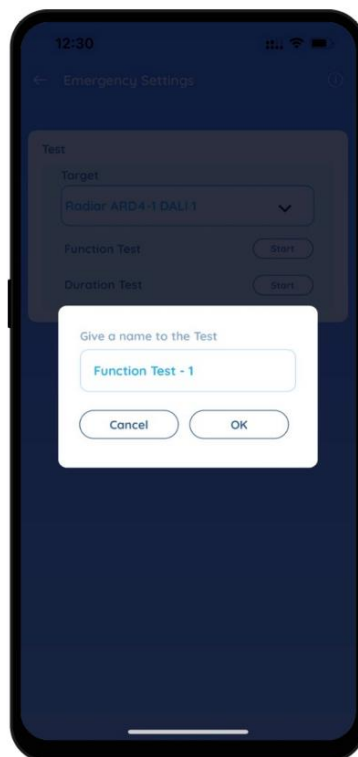 12:30
Emergency Settings
Test
Target
Radiar ARD4-1 DALI 1
Function Test Start
Duration Test Start
Give a name to the Test
Function Test - 1
Cancel OK